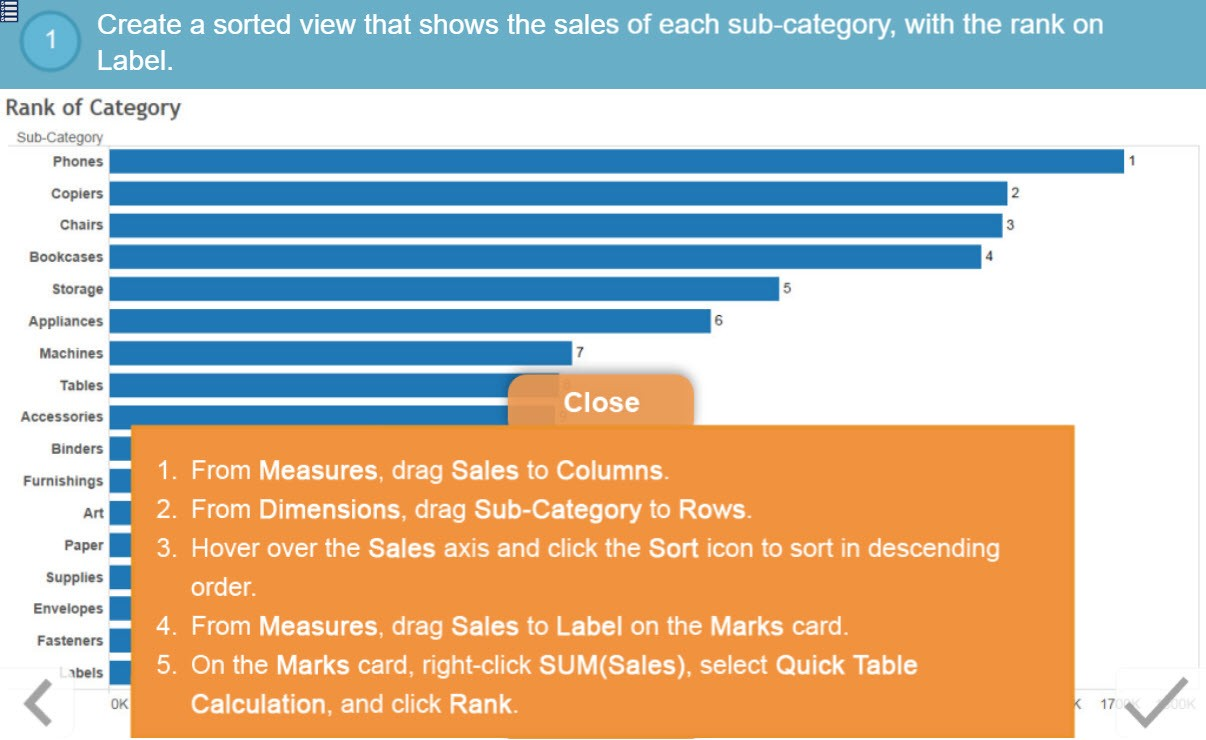 1
Create a sorted view that shows the sales of each sub-category, with the rank on
Label.
Rank of Category
Sub-Category
Phones 1
Copiers 2
Chairs 3
Bookcases 4
Storage 5
Appliances 6
Machines 7
Tables 8
Accessories 9
Binders
Furnishings
Art
Paper
Supplies
Envelopes
Fasteners
Labels
0K
Close
1. From Measures, drag Sales to Columns.
2. From Dimensions, drag Sub-Category to Rows.
3. Hover over the Sales axis and click the Sort icon to sort in descending
order.
4. From Measures, drag Sales to Label on the Marks card.
5. On the Marks card, right-click SUM(Sales), select Quick Table
Calculation, and click Rank.